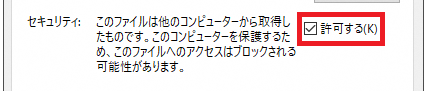 セキュリティ: このファイルは他のコンピューターから取得し
たものです。このコンピューターを保護するた
め、このファイルへのアクセスはブロックされる
可能性があります。
許可する(K)